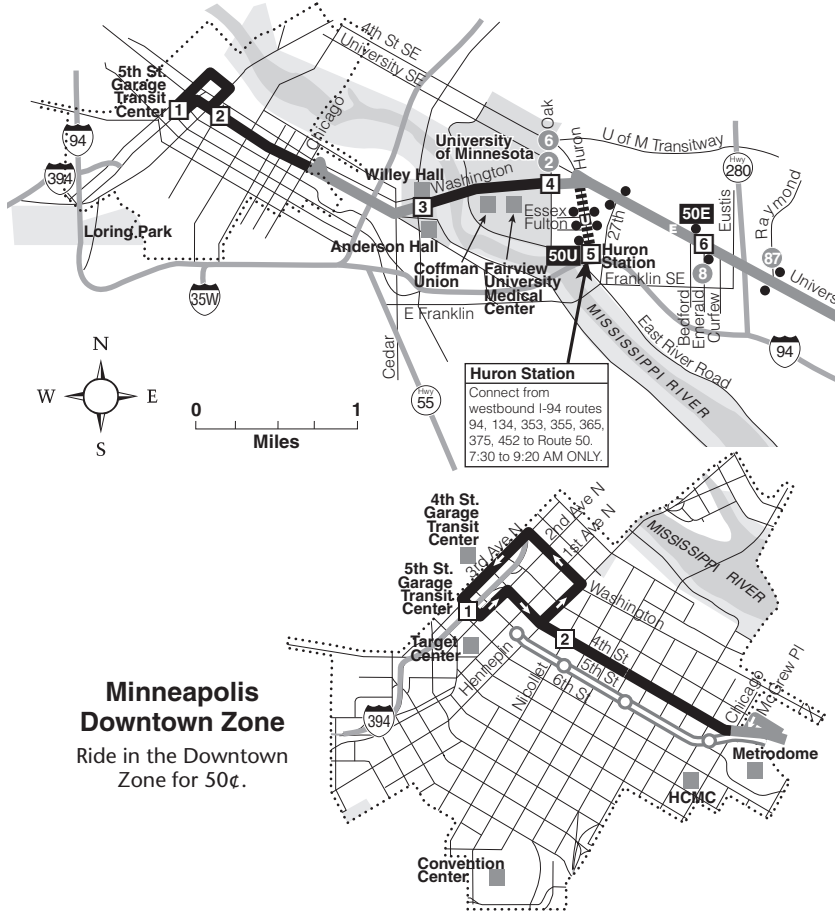 4th St SE
University SE
5th St.
Garage
Transit
Center
1
2
94
394
Loring Park
35W
Chicago
Willey Hall
3
Anderson Hall
Washington
University
of Minnesota
Oak
6
2
Huron
4
U of M Transitway
Hwy
280
Essex
Fulton
27th
50E
Eustis
Raymond
E
6
87
50U
5
Huron
Station
8
Univers
Coffman
Union
Fairview
University
Medical
Center
Franklin SE
Bedford
Emerald
Curfew
E Franklin
Cedar
Hwy
55
MISSISSIPPI RIVER
East River Road
94
N
W
E
S
0
1
Miles
Huron Station
Connect from
westbound I-94 routes
94, 134, 353, 355, 365,
375, 452 to Route 50.
7:30 to 9:20 AM ONLY.
4th St.
Garage
Transit
Center
3rd Ave N
2nd Ave N
1st Ave N
MISSISSIPPI RIVER
5th St.
Garage
Transit
Center
1
Washington
Target
Center
2
4th St.
5th St.
6th St.
Hennepin
Nicollet
Chicago
McGrew Pl
394
Minneapolis
Downtown Zone
Ride in the Downtown
Zone for 50¢.
Metrodome
HCMC
Convention
Center